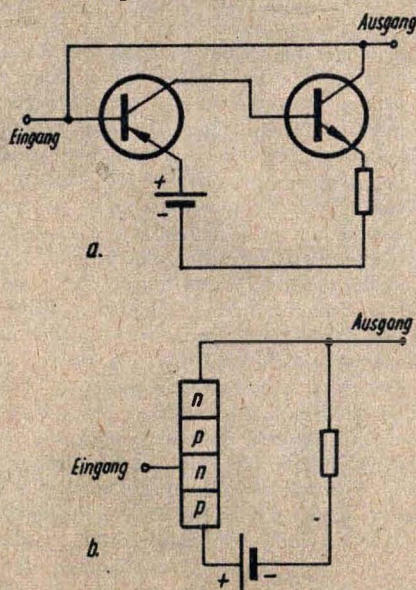 Ausgang
Eingang
+
-
a.
Ausgang
n
p
Eingang
n
p
b.
+ -